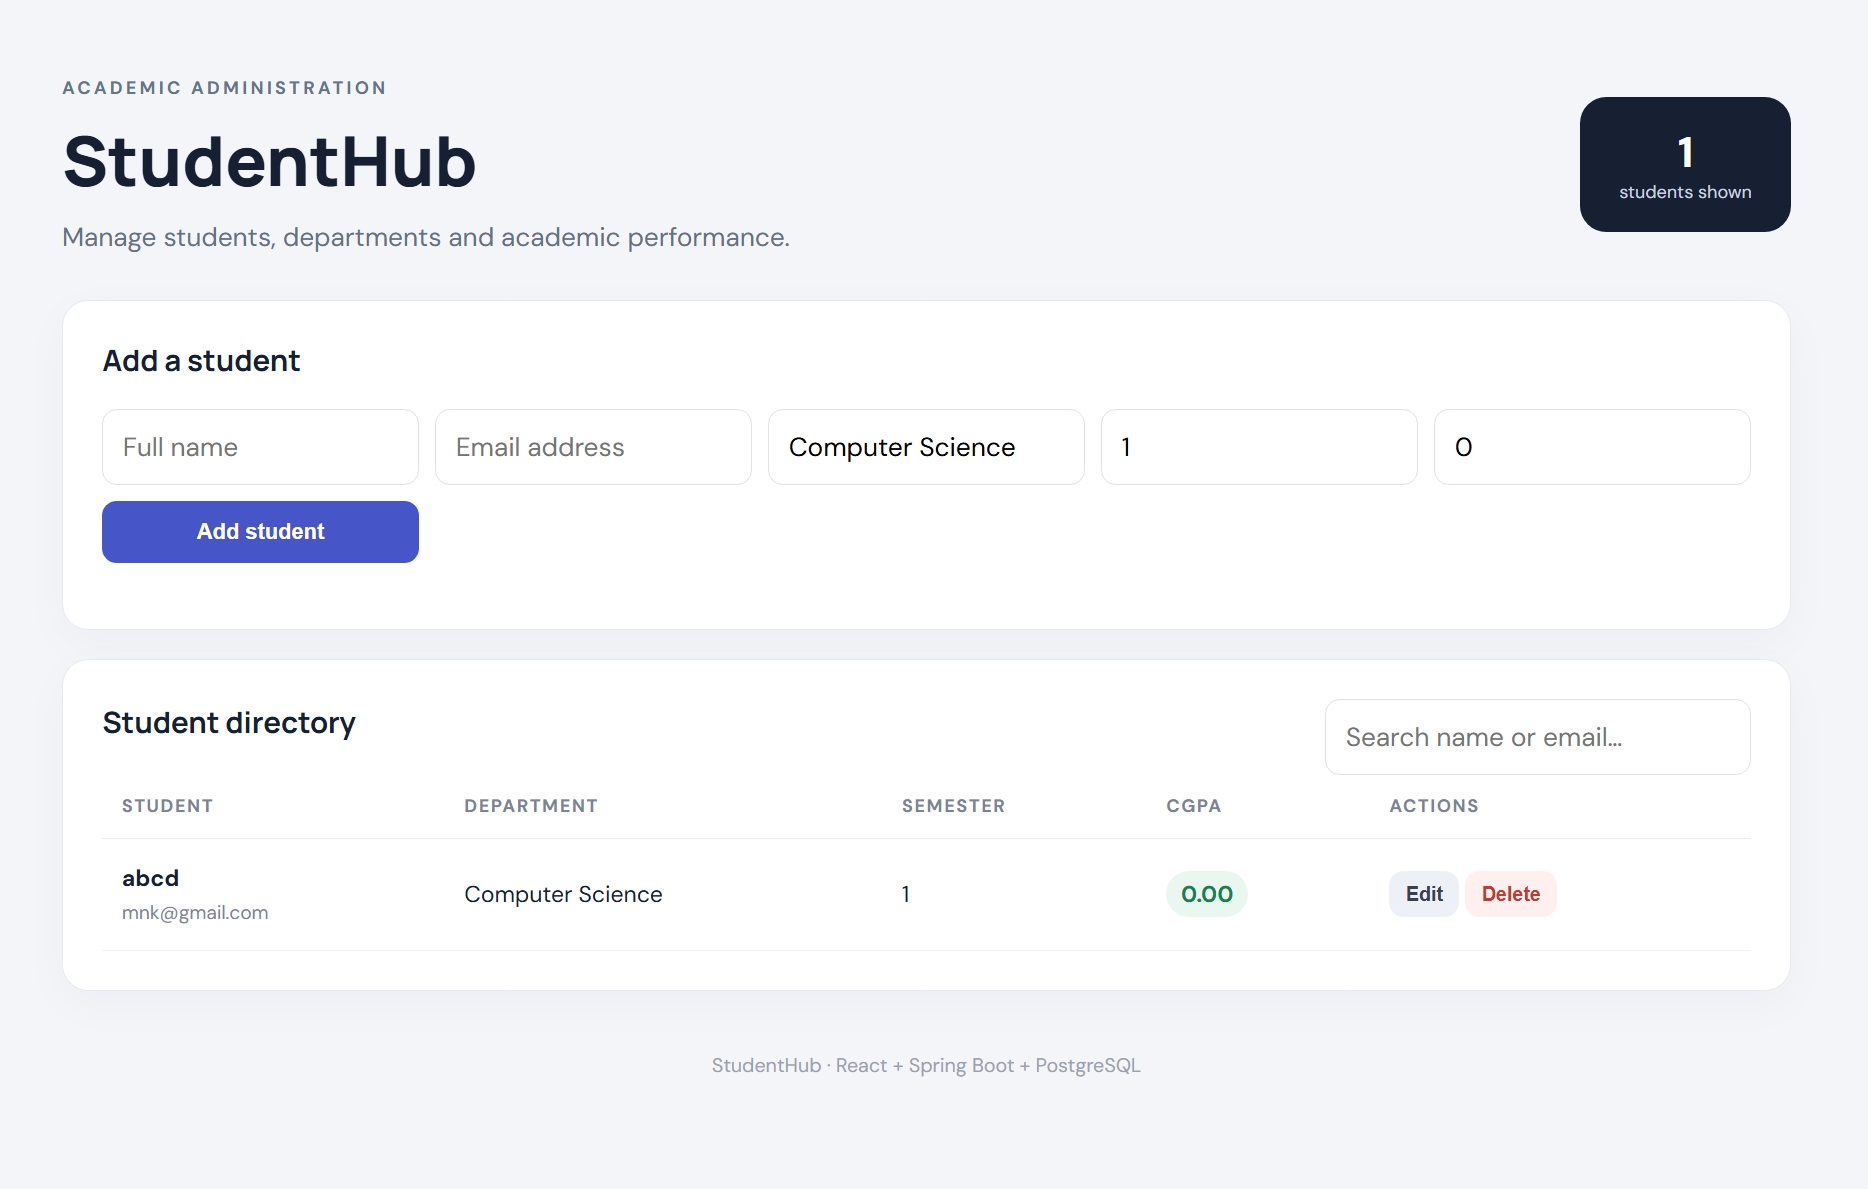 ACADEMIC ADMINISTRATION
StudentHub
Manage students, departments and academic performance.
1
students shown
Add a student
Full name
Email address
Computer Science
1
0
Add student
Student directory
Search name or email...
STUDENT DEPARTMENT SEMESTER CGPA ACTIONS
abcd
mnk@gmail.com
Computer Science
1
0.00
Edit
Delete
StudentHub · React + Spring Boot + PostgreSQL